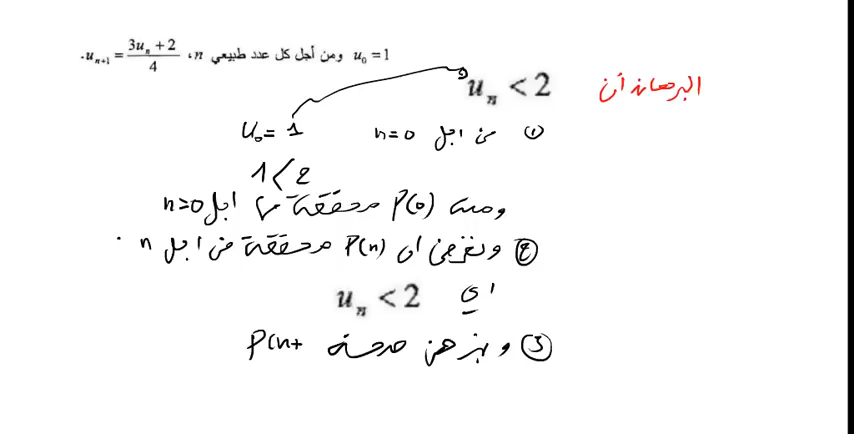 u_0 = 1 ومن أجل كل عدد طبيعي n، u_{n+1} = \frac{3u_n + 2}{4}.
البرهان أن u_n < 2
① من اجل n=0 u_0 = 1
1 < 2
ومنه P(0) محققة من اجل n=0
② ونفرض ان P(n) محققة من اجل n
اي u_n < 2
③ و نبرهن صحة P(n+